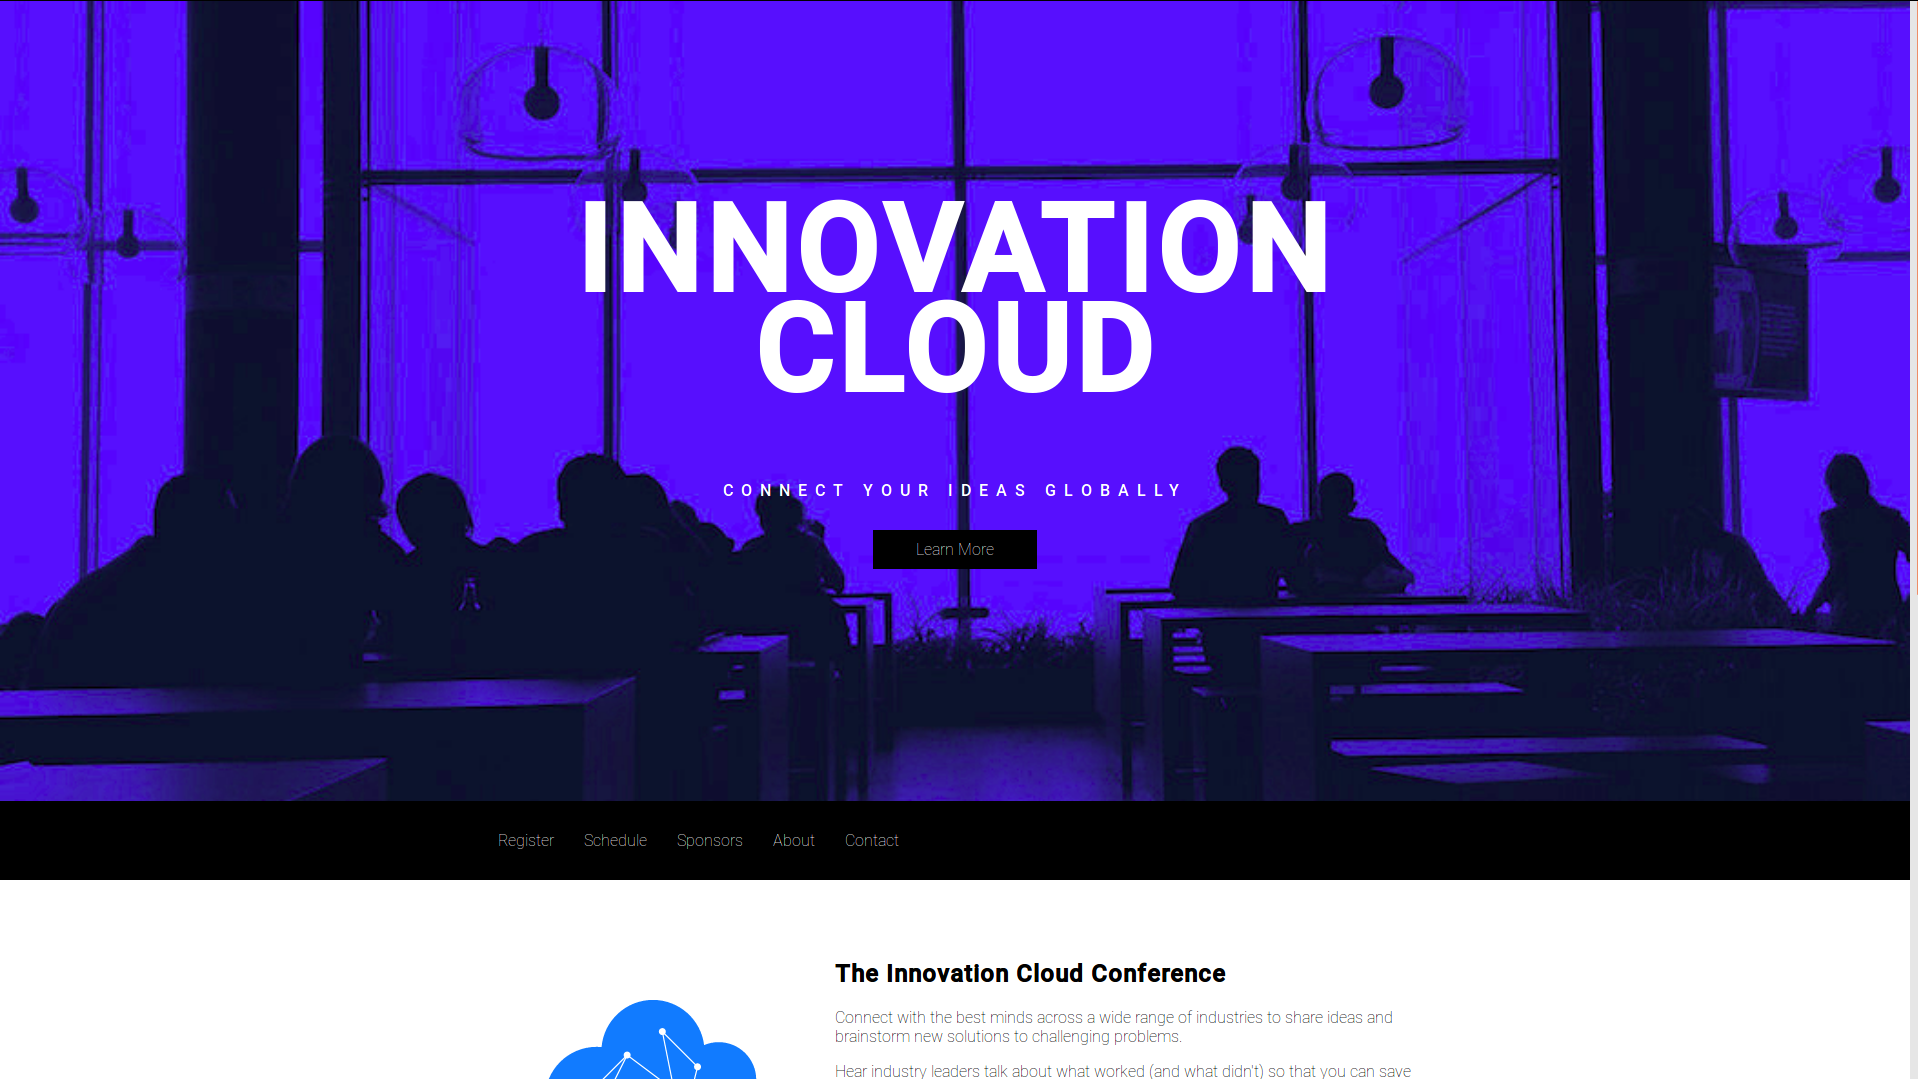 INNOVATION
CLOUD
CONNECT YOUR IDEAS GLOBALLY
Learn More
Register Schedule Sponsors About Contact
The Innovation Cloud Conference
Connect with the best minds across a wide range of industries to share ideas and
brainstorm new solutions to challenging problems.
Hear industry leaders talk about what worked (and what didn't) so that you can save